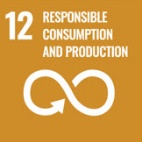 12 RESPONSIBLE
CONSUMPTION
AND PRODUCTION